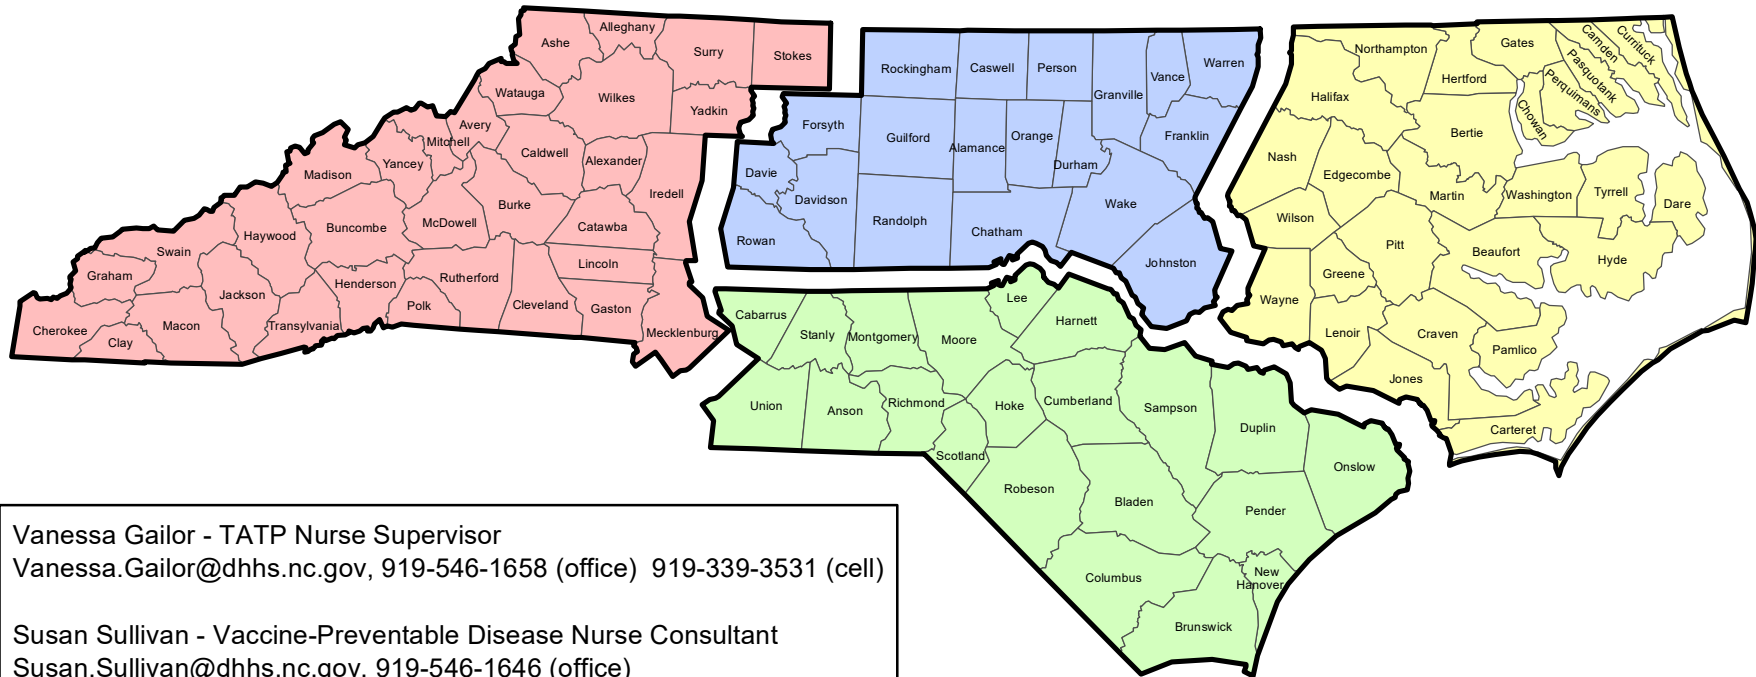 Ashe
Alleghany
Surry
Stokes
Watauga
Wilkes
Yadkin
Avery
Mitchell
Caldwell
Alexander
Iredell
Yancey
Madison
Burke
McDowell
Catawba
Buncombe
Haywood
Swain
Graham
Jackson
Henderson
Rutherford
Lincoln
Cleveland
Gaston
Polk
Transylvania
Macon
Cherokee
Clay
Mecklenburg
Rockingham
Caswell
Person
Granville
Vance
Warren
Forsyth
Guilford
Alamance
Orange
Durham
Franklin
Davie
Davidson
Randolph
Chatham
Wake
Rowan
Johnston
Northampton
Gates
Camden
Currituck
Pasquotank
Perquimans
Chowan
Hertford
Halifax
Bertie
Nash
Edgecombe
Martin
Washington
Tyrrell
Dare
Wilson
Pitt
Beaufort
Hyde
Greene
Wayne
Lenoir
Craven
Pamlico
Jones
Carteret
Cabarrus
Stanly
Montgomery
Moore
Lee
Harnett
Union
Anson
Richmond
Hoke
Cumberland
Sampson
Duplin
Onslow
Scotland
Robeson
Bladen
Pender
Columbus
New
Hanover
Brunswick
Vanessa Gailor - TATP Nurse Supervisor
Vanessa.Gailor@dhhs.nc.gov, 919-546-1658 (office)  919-339-3531 (cell)
Susan Sullivan - Vaccine-Preventable Disease Nurse Consultant
Susan.Sullivan@dhhs.nc.gov, 919-546-1646 (office)